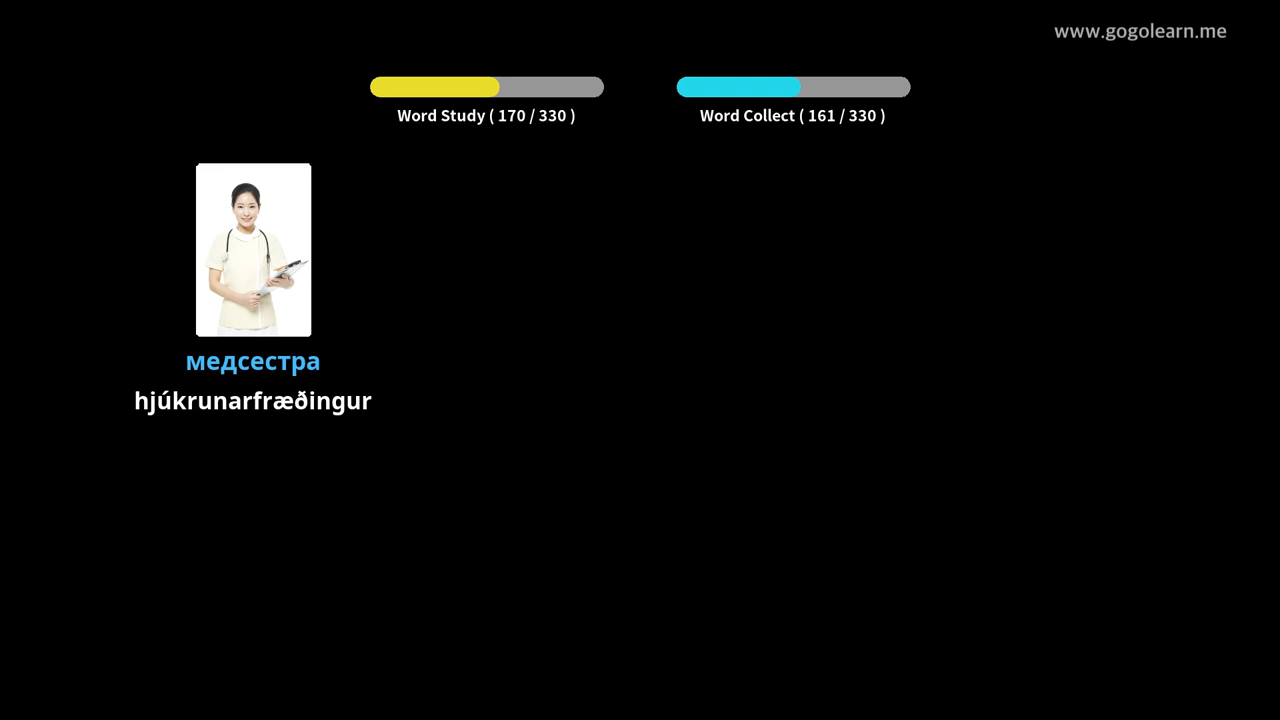 www.gogolearn.me
Word Study ( 170 / 330 )
Word Collect ( 161 / 330 )
медсестра
hjúkrunarfræðingur